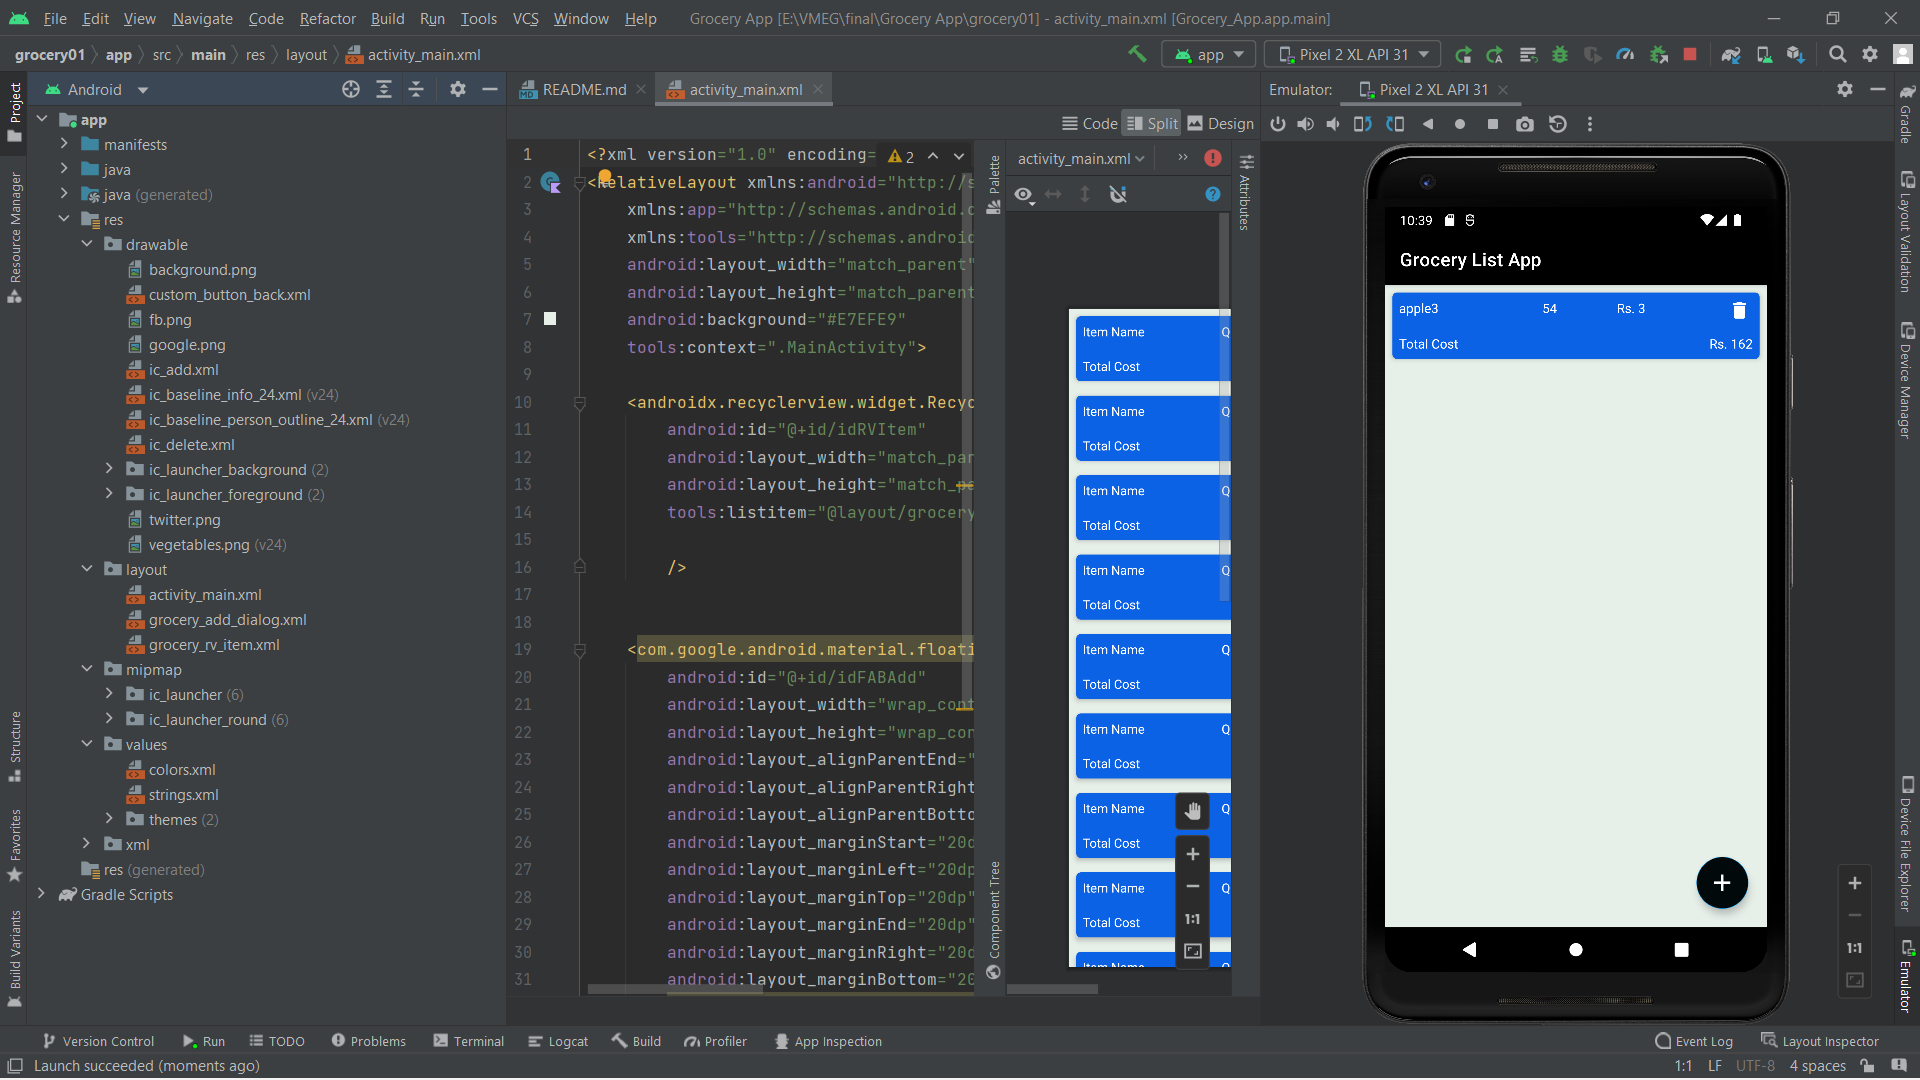 File Edit View Navigate Code Refactor Build Run Tools VCS Window Help Grocery App [E:\VMEG\final\Grocery App\grocery01] - activity_main.xml [Grocery_App.app.main]
grocery01 app src main res layout activity_main.xml app Pixel 2 XL API 31
Android README.md activity_main.xml Emulator: Pixel 2 XL API 31
Code Split Design
Project
Resource Manager
Structure
Favorites
Build Variants
app
manifests
java
java (generated)
res
drawable
background.png
custom_button_back.xml
fb.png
google.png
ic_add.xml
ic_baseline_info_24.xml (v24)
ic_baseline_person_outline_24.xml (v24)
ic_delete.xml
ic_launcher_background (2)
ic_launcher_foreground (2)
twitter.png
vegetables.png (v24)
layout
activity_main.xml
grocery_add_dialog.xml
grocery_rv_item.xml
mipmap
ic_launcher (6)
ic_launcher_round (6)
values
colors.xml
strings.xml
themes (2)
xml
res (generated)
Gradle Scripts
1 <?xml version="1.0" encoding= 2
2 <RelativeLayout xmlns:android="http://s
3 xmlns:app="http://schemas.android.c
4 xmlns:tools="http://schemas.android
5 android:layout_width="match_parent"
6 android:layout_height="match_parent
7 android:background="#E7EFE9"
8 tools:context=".MainActivity">
9
10 <androidx.recyclerview.widget.Recyc
11 android:id="@+id/idRVItem"
12 android:layout_width="match_par
13 android:layout_height="match_pa
14 tools:listitem="@layout/grocery
15
16 />
17
18
19 <com.google.android.material.floati
20 android:id="@+id/idFABAdd"
21 android:layout_width="wrap_cont
22 android:layout_height="wrap_con
23 android:layout_alignParentEnd="
24 android:layout_alignParentRight
25 android:layout_alignParentBotto
26 android:layout_marginStart="20d
27 android:layout_marginLeft="20dp
28 android:layout_marginTop="20dp"
29 android:layout_marginEnd="20dp"
30 android:layout_marginRight="20d
31 android:layout_marginBottom="20
Palette
Component Tree
activity_main.xml
Attributes
Item Name Q
Total Cost
Item Name Q
Total Cost
Item Name Q
Total Cost
Item Name Q
Total Cost
Item Name Q
Total Cost
Item Name Q
Total Cost
Item Name Q
Total Cost
Item Name Q
Total Cost
Item Name
1:1
10:39
Grocery List App
apple3 54 Rs. 3
Total Cost Rs. 162
1:1
Gradle
Layout Validation
Device Manager
Device File Explorer
Emulator
Version Control Run TODO Problems Terminal Logcat Build Profiler App Inspection Event Log Layout Inspector
Launch succeeded (moments ago) 1:1 LF UTF-8 4 spaces